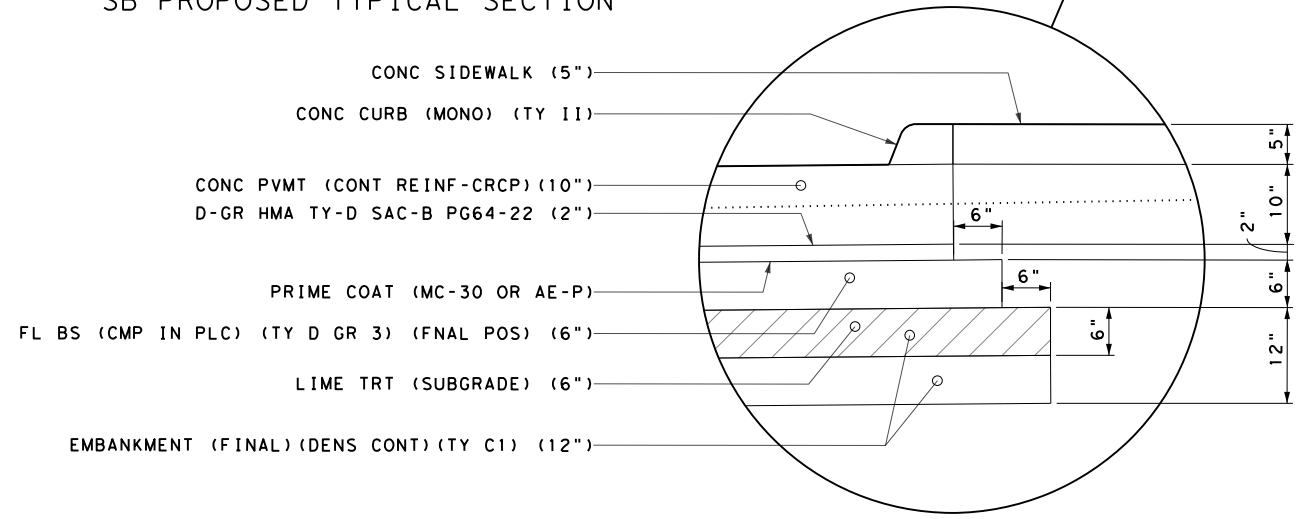 SB PROPOSED TYPICAL SECTION
CONC SIDEWALK (5")
CONC CURB (MONO) (TY II)
CONC PVMT (CONT REINF-CRCP)(10")
D-GR HMA TY-D SAC-B PG64-22 (2")
PRIME COAT (MC-30 OR AE-P)
FL BS (CMP IN PLC) (TY D GR 3) (FNAL POS) (6")
LIME TRT (SUBGRADE) (6")
EMBANKMENT (FINAL)(DENS CONT)(TY C1) (12")
6"
6"
6"
5"
10"
2"
6"
12"